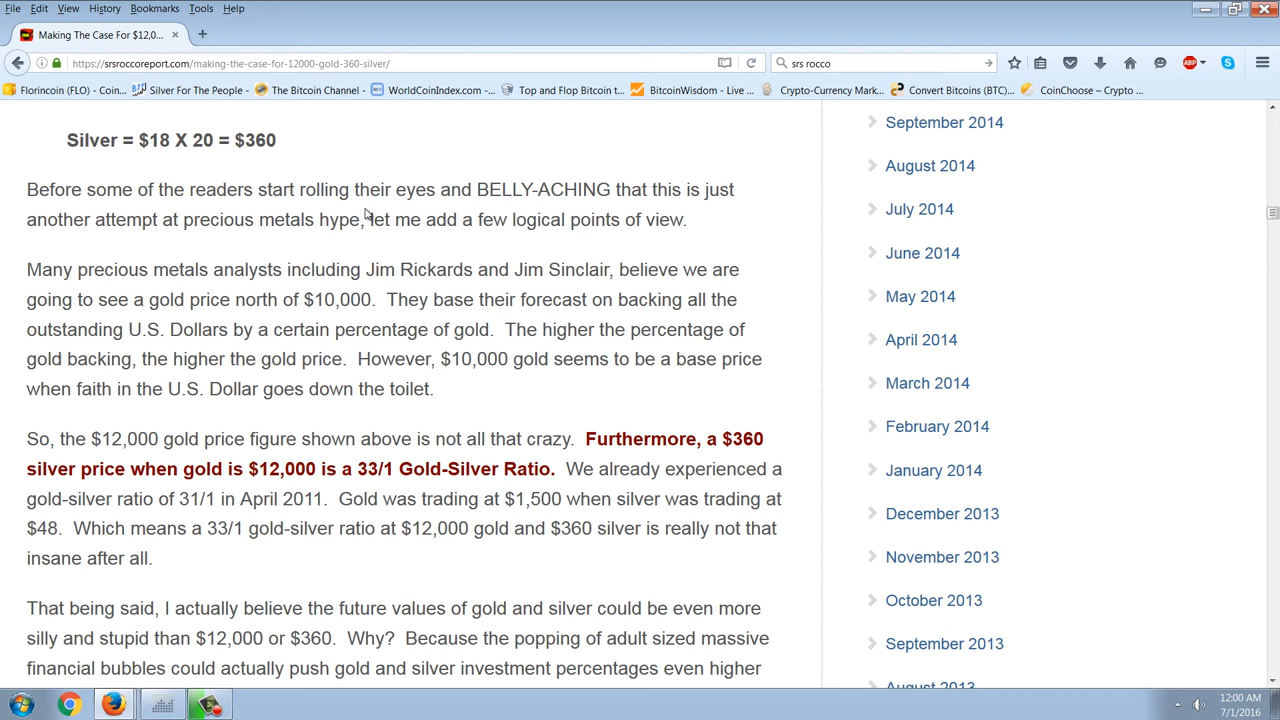 File Edit View History Bookmarks Tools Help
Making The Case For $12,0...
https://srsroccoreport.com/making-the-case-for-12000-gold-360-silver/
srs rocco
Florincoin (FLO) - Coin...
Silver For The People - ...
The Bitcoin Channel - ...
WorldCoinIndex.com -...
Top and Flop Bitcoin t...
BitcoinWisdom - Live ...
Crypto-Currency Mark...
Convert Bitcoins (BTC)...
CoinChoose – Crypto ...
Silver = $18 X 20 = $360
Before some of the readers start rolling their eyes and BELLY-ACHING that this is just
another attempt at precious metals hype, let me add a few logical points of view.
Many precious metals analysts including Jim Rickards and Jim Sinclair, believe we are
going to see a gold price north of $10,000. They base their forecast on backing all the
outstanding U.S. Dollars by a certain percentage of gold. The higher the percentage of
gold backing, the higher the gold price. However, $10,000 gold seems to be a base price
when faith in the U.S. Dollar goes down the toilet.
So, the $12,000 gold price figure shown above is not all that crazy. Furthermore, a $360
silver price when gold is $12,000 is a 33/1 Gold-Silver Ratio. We already experienced a
gold-silver ratio of 31/1 in April 2011. Gold was trading at $1,500 when silver was trading at
$48. Which means a 33/1 gold-silver ratio at $12,000 gold and $360 silver is really not that
insane after all.
That being said, I actually believe the future values of gold and silver could be even more
silly and stupid than $12,000 or $360. Why? Because the popping of adult sized massive
financial bubbles could actually push gold and silver investment percentages even higher
September 2014
August 2014
July 2014
June 2014
May 2014
April 2014
March 2014
February 2014
January 2014
December 2013
November 2013
October 2013
September 2013
August 2013
ABP
12:00 AM
7/1/2016